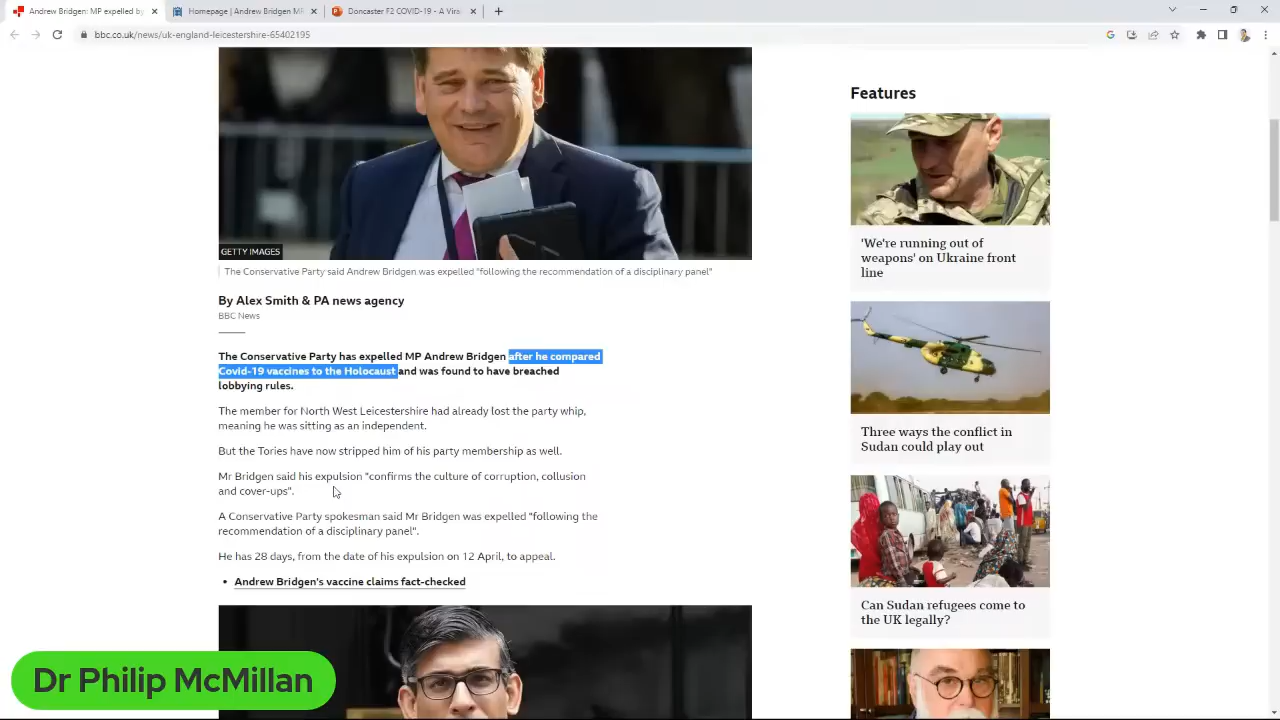 Andrew Bridgen: MP expelled by
Homepage | Andrew Bridgen MP
Doncaster F2 COVID-19 - A Vira
bbc.co.uk/news/uk-england-leicestershire-65402195
GETTY IMAGES
The Conservative Party said Andrew Bridgen was expelled "following the recommendation of a disciplinary panel"
By Alex Smith & PA news agency
BBC News
The Conservative Party has expelled MP Andrew Bridgen after he compared
Covid-19 vaccines to the Holocaust and was found to have breached
lobbying rules.
The member for North West Leicestershire had already lost the party whip,
meaning he was sitting as an independent.
But the Tories have now stripped him of his party membership as well.
Mr Bridgen said his expulsion "confirms the culture of corruption, collusion
and cover-ups".
A Conservative Party spokesman said Mr Bridgen was expelled "following the
recommendation of a disciplinary panel".
He has 28 days, from the date of his expulsion on 12 April, to appeal.
Andrew Bridgen's vaccine claims fact-checked
Features
'We're running out of
weapons' on Ukraine front
line
Three ways the conflict in
Sudan could play out
Can Sudan refugees come to
the UK legally?
Dr Philip McMillan